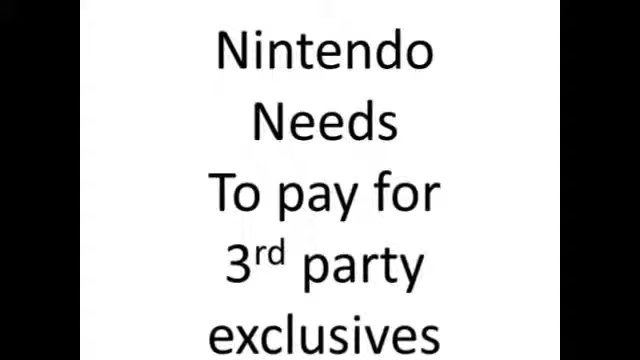 Nintendo
Needs
To pay for
3rd party
exclusives